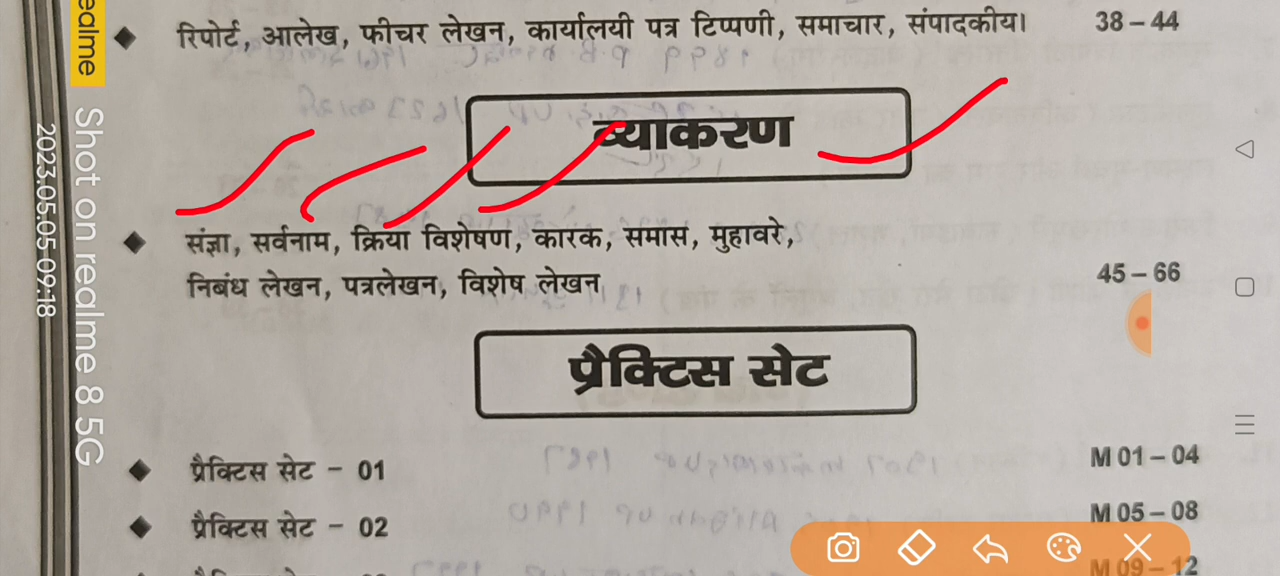 रिपोर्ट, आलेख, फीचर लेखन, कार्यालयी पत्र टिप्पणी, समाचार, संपादकीय। 38 – 44
व्याकरण
संज्ञा, सर्वनाम, क्रिया विशेषण, कारक, समास, मुहावरे,
निबंध लेखन, पत्रलेखन, विशेष लेखन 45 – 66
प्रैक्टिस सेट
प्रैक्टिस सेट – 01 M 01 – 04
प्रैक्टिस सेट – 02 M 05 – 08
M 09 – 12
Shot on realme 8 5G
2023.05.05 09:18